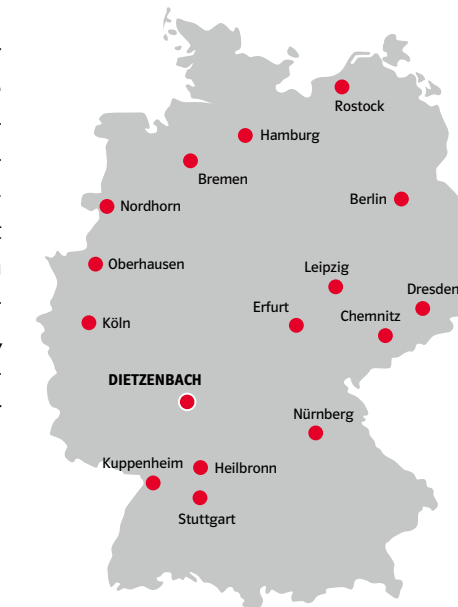 Rostock
Hamburg
Bremen
Berlin
Nordhorn
Oberhausen
Leipzig
Dresden
Erfurt
Chemnitz
Köln
DIETZENBACH
Nürnberg
Kuppenheim
Heilbronn
Stuttgart